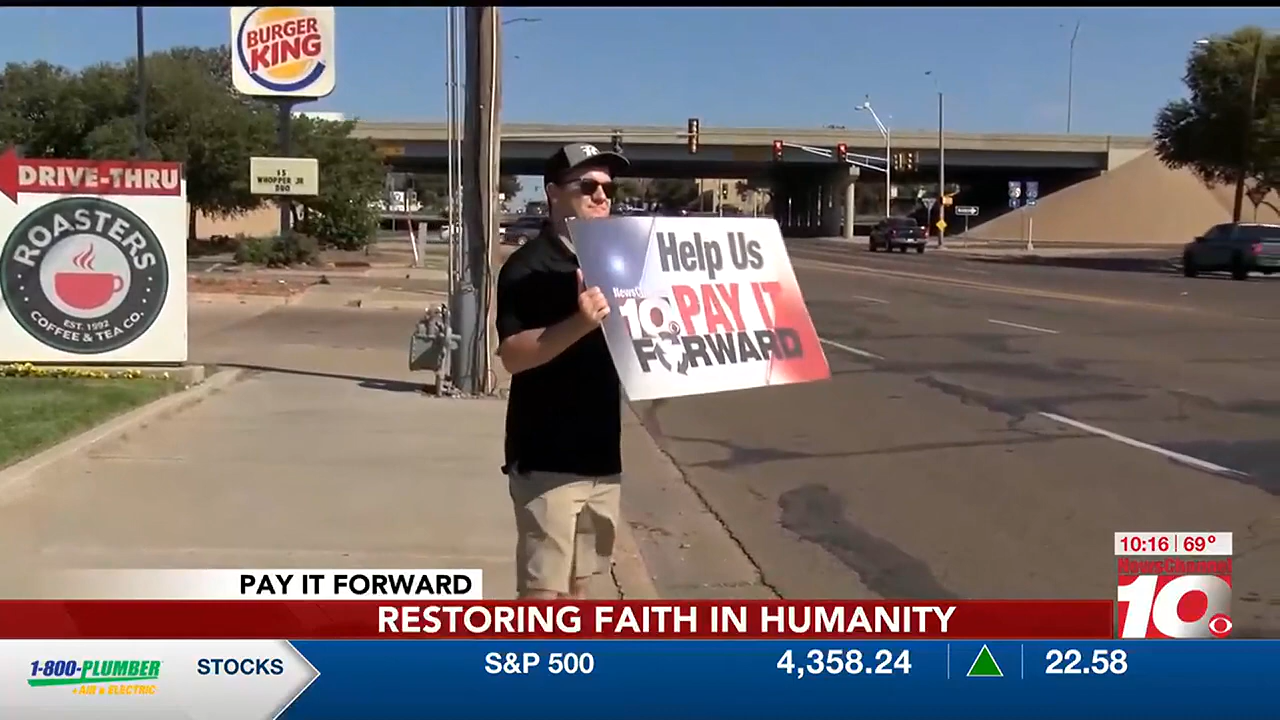 BURGER
KING
$5
WHOPPER JR
DUO
DRIVE-THRU
ROASTERS
EST. 1992
COFFEE & TEA CO.
Help Us
NewsCh
10 PAY IT
FORWARD
PAY IT FORWARD
RESTORING FAITH IN HUMANITY
10:16 69°
NewsChannel
10
1-800-PLUMBER
+AIR & ELECTRIC
STOCKS
S&P 500
4,358.24
22.58